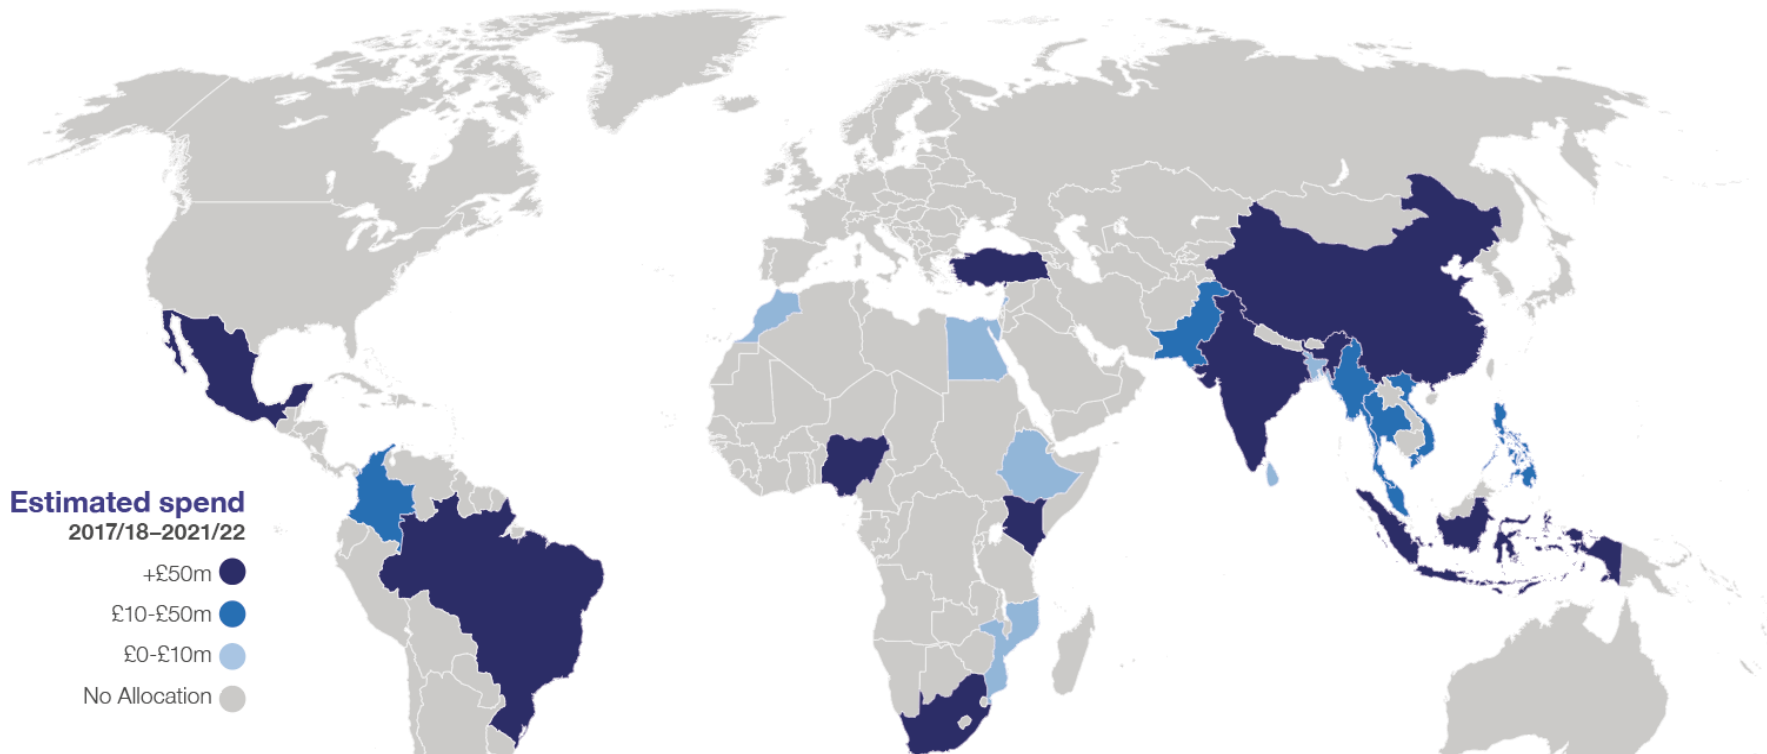 Estimated spend
2017/18–2021/22
+£50m
£10-£50m
£0-£10m
No Allocation